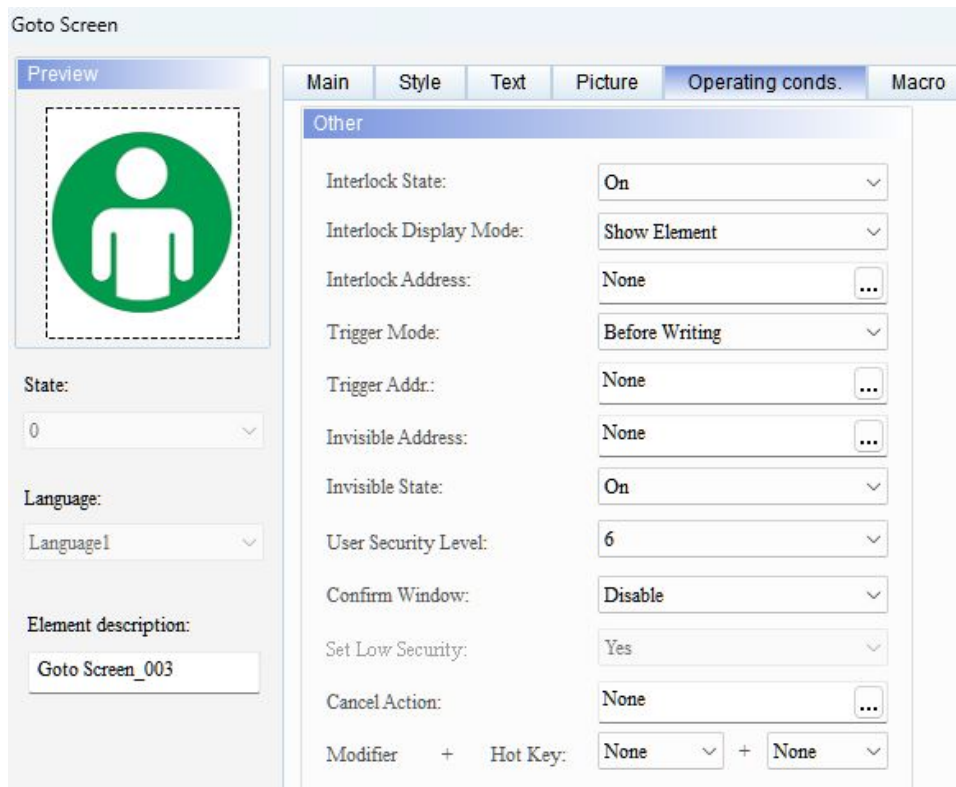 Goto Screen
Preview
Main Style Text Picture Operating conds. Macro
Other
Interlock State: On
Interlock Display Mode: Show Element
Interlock Address: None ...
Trigger Mode: Before Writing
Trigger Addr.: None ...
Invisible Address: None ...
Invisible State: On
User Security Level: 6
Confirm Window: Disable
Set Low Security: Yes
Cancel Action: None ...
Modifier + Hot Key: None + None
State:
0
Language:
Language1
Element description:
Goto Screen_003